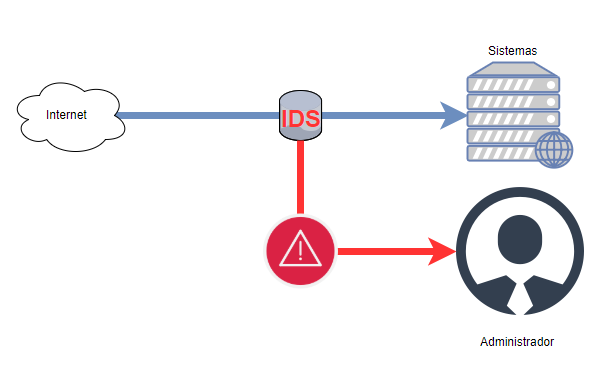 Sistemas
Internet
IDS
Administrador